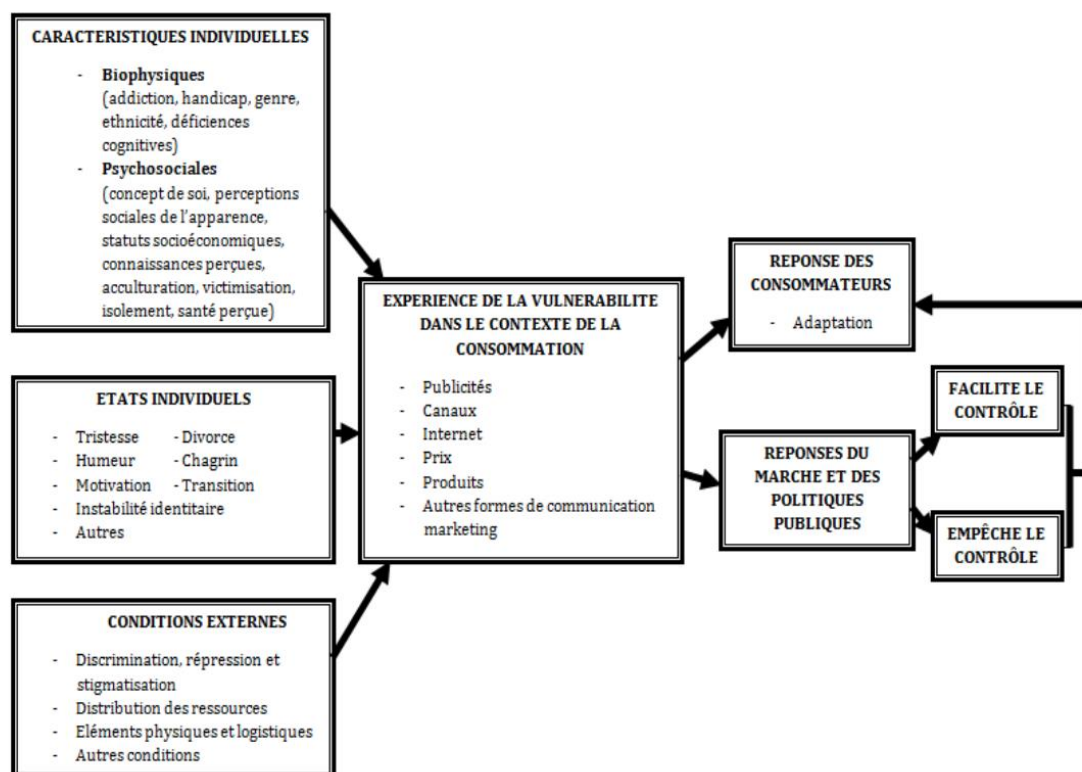 CARACTERISTIQUES INDIVIDUELLES
- Biophysiques
(addiction, handicap, genre,
ethnicité, déficiences
cognitives)
- Psychosociales
(concept de soi, perceptions
sociales de l'apparence,
statuts socioéconomiques,
connaissances perçues,
acculturation, victimisation,
isolement, santé perçue)
ETATS INDIVIDUELS
- Tristesse - Divorce
- Humeur - Chagrin
- Motivation - Transition
- Instabilité identitaire
- Autres
CONDITIONS EXTERNES
- Discrimination, répression et
stigmatisation
- Distribution des ressources
- Eléments physiques et logistiques
- Autres conditions
EXPERIENCE DE LA VULNERABILITE
DANS LE CONTEXTE DE LA
CONSOMMATION
- Publicités
- Canaux
- Internet
- Prix
- Produits
- Autres formes de communication
marketing
REPONSE DES
CONSOMMATEURS
- Adaptation
REPONSES DU
MARCHE ET DES
POLITIQUES
PUBLIQUES
FACILITE LE
CONTRÔLE
EMPÊCHE LE
CONTRÔLE